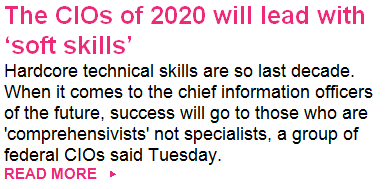 The CIOs of 2020 will lead with
‘soft skills’
Hardcore technical skills are so last decade.
When it comes to the chief information officers
of the future, success will go to those who are
'comprehensivists' not specialists, a group of
federal CIOs said Tuesday.
READ MORE